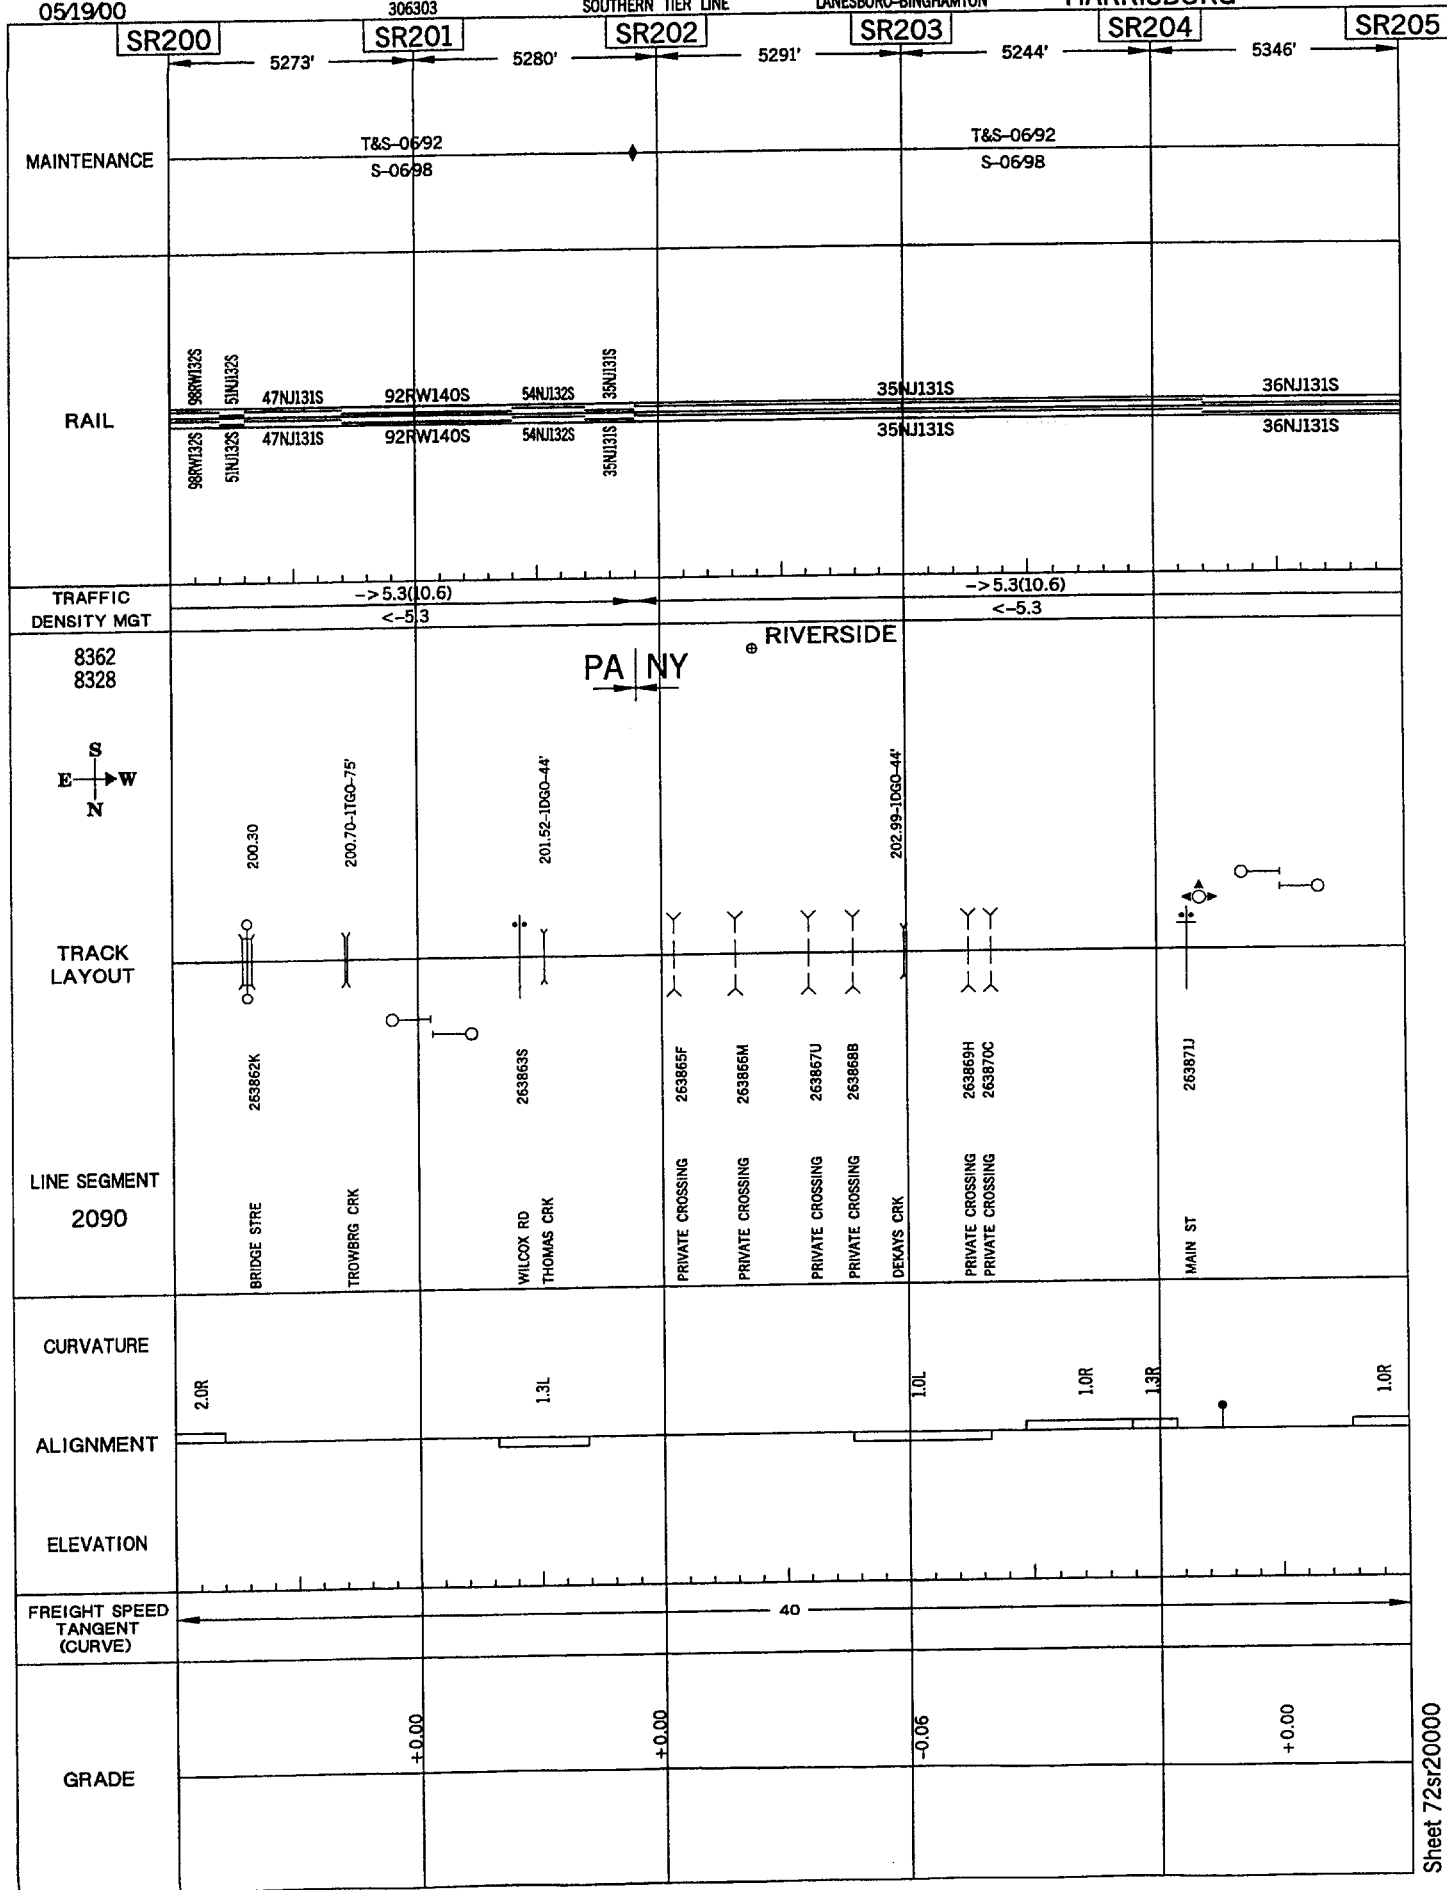 05/19/00 306303 SOUTHERN TIER LINE LANESBORO-BINGHAMTON HARRISBURG
SR200 SR201 SR202 SR203 SR204 SR205
5273' 5280' 5291' 5244' 5346'
MAINTENANCE
T&S-06/92 T&S-06/92
S-06/98 S-06/98
RAIL
98RW132S 51NJ132S 47NJ131S 92RW140S 54NJ132S 35NJ131S 35NJ131S 36NJ131S
98RW132S 51NJ132S 47NJ131S 92RW140S 54NJ132S 35NJ131S 35NJ131S 36NJ131S
TRAFFIC
DENSITY MGT
->5.3(10.6) ->5.3(10.6)
<-5.3 <-5.3
8362
8328
PA NY
RIVERSIDE
S
E W
N
200.30
200.70-1TGO-75'
201.52-1DGO-44'
202.99-1DGO-44'
TRACK
LAYOUT
263862K
263863S
263865F
263866M
263867U
263868B
263869H
263870C
263871J
LINE SEGMENT
2090
BRIDGE STRE
TROWBRG CRK
WILCOX RD
THOMAS CRK
PRIVATE CROSSING
PRIVATE CROSSING
PRIVATE CROSSING
PRIVATE CROSSING
DEKAYS CRK
PRIVATE CROSSING
PRIVATE CROSSING
MAIN ST
CURVATURE
2.0R 1.3L 1.0L 1.0R 1.3R 1.0R
ALIGNMENT
ELEVATION
FREIGHT SPEED
TANGENT
(CURVE)
40
GRADE
+0.00 +0.00 -0.06 +0.00
Sheet 72sr20000